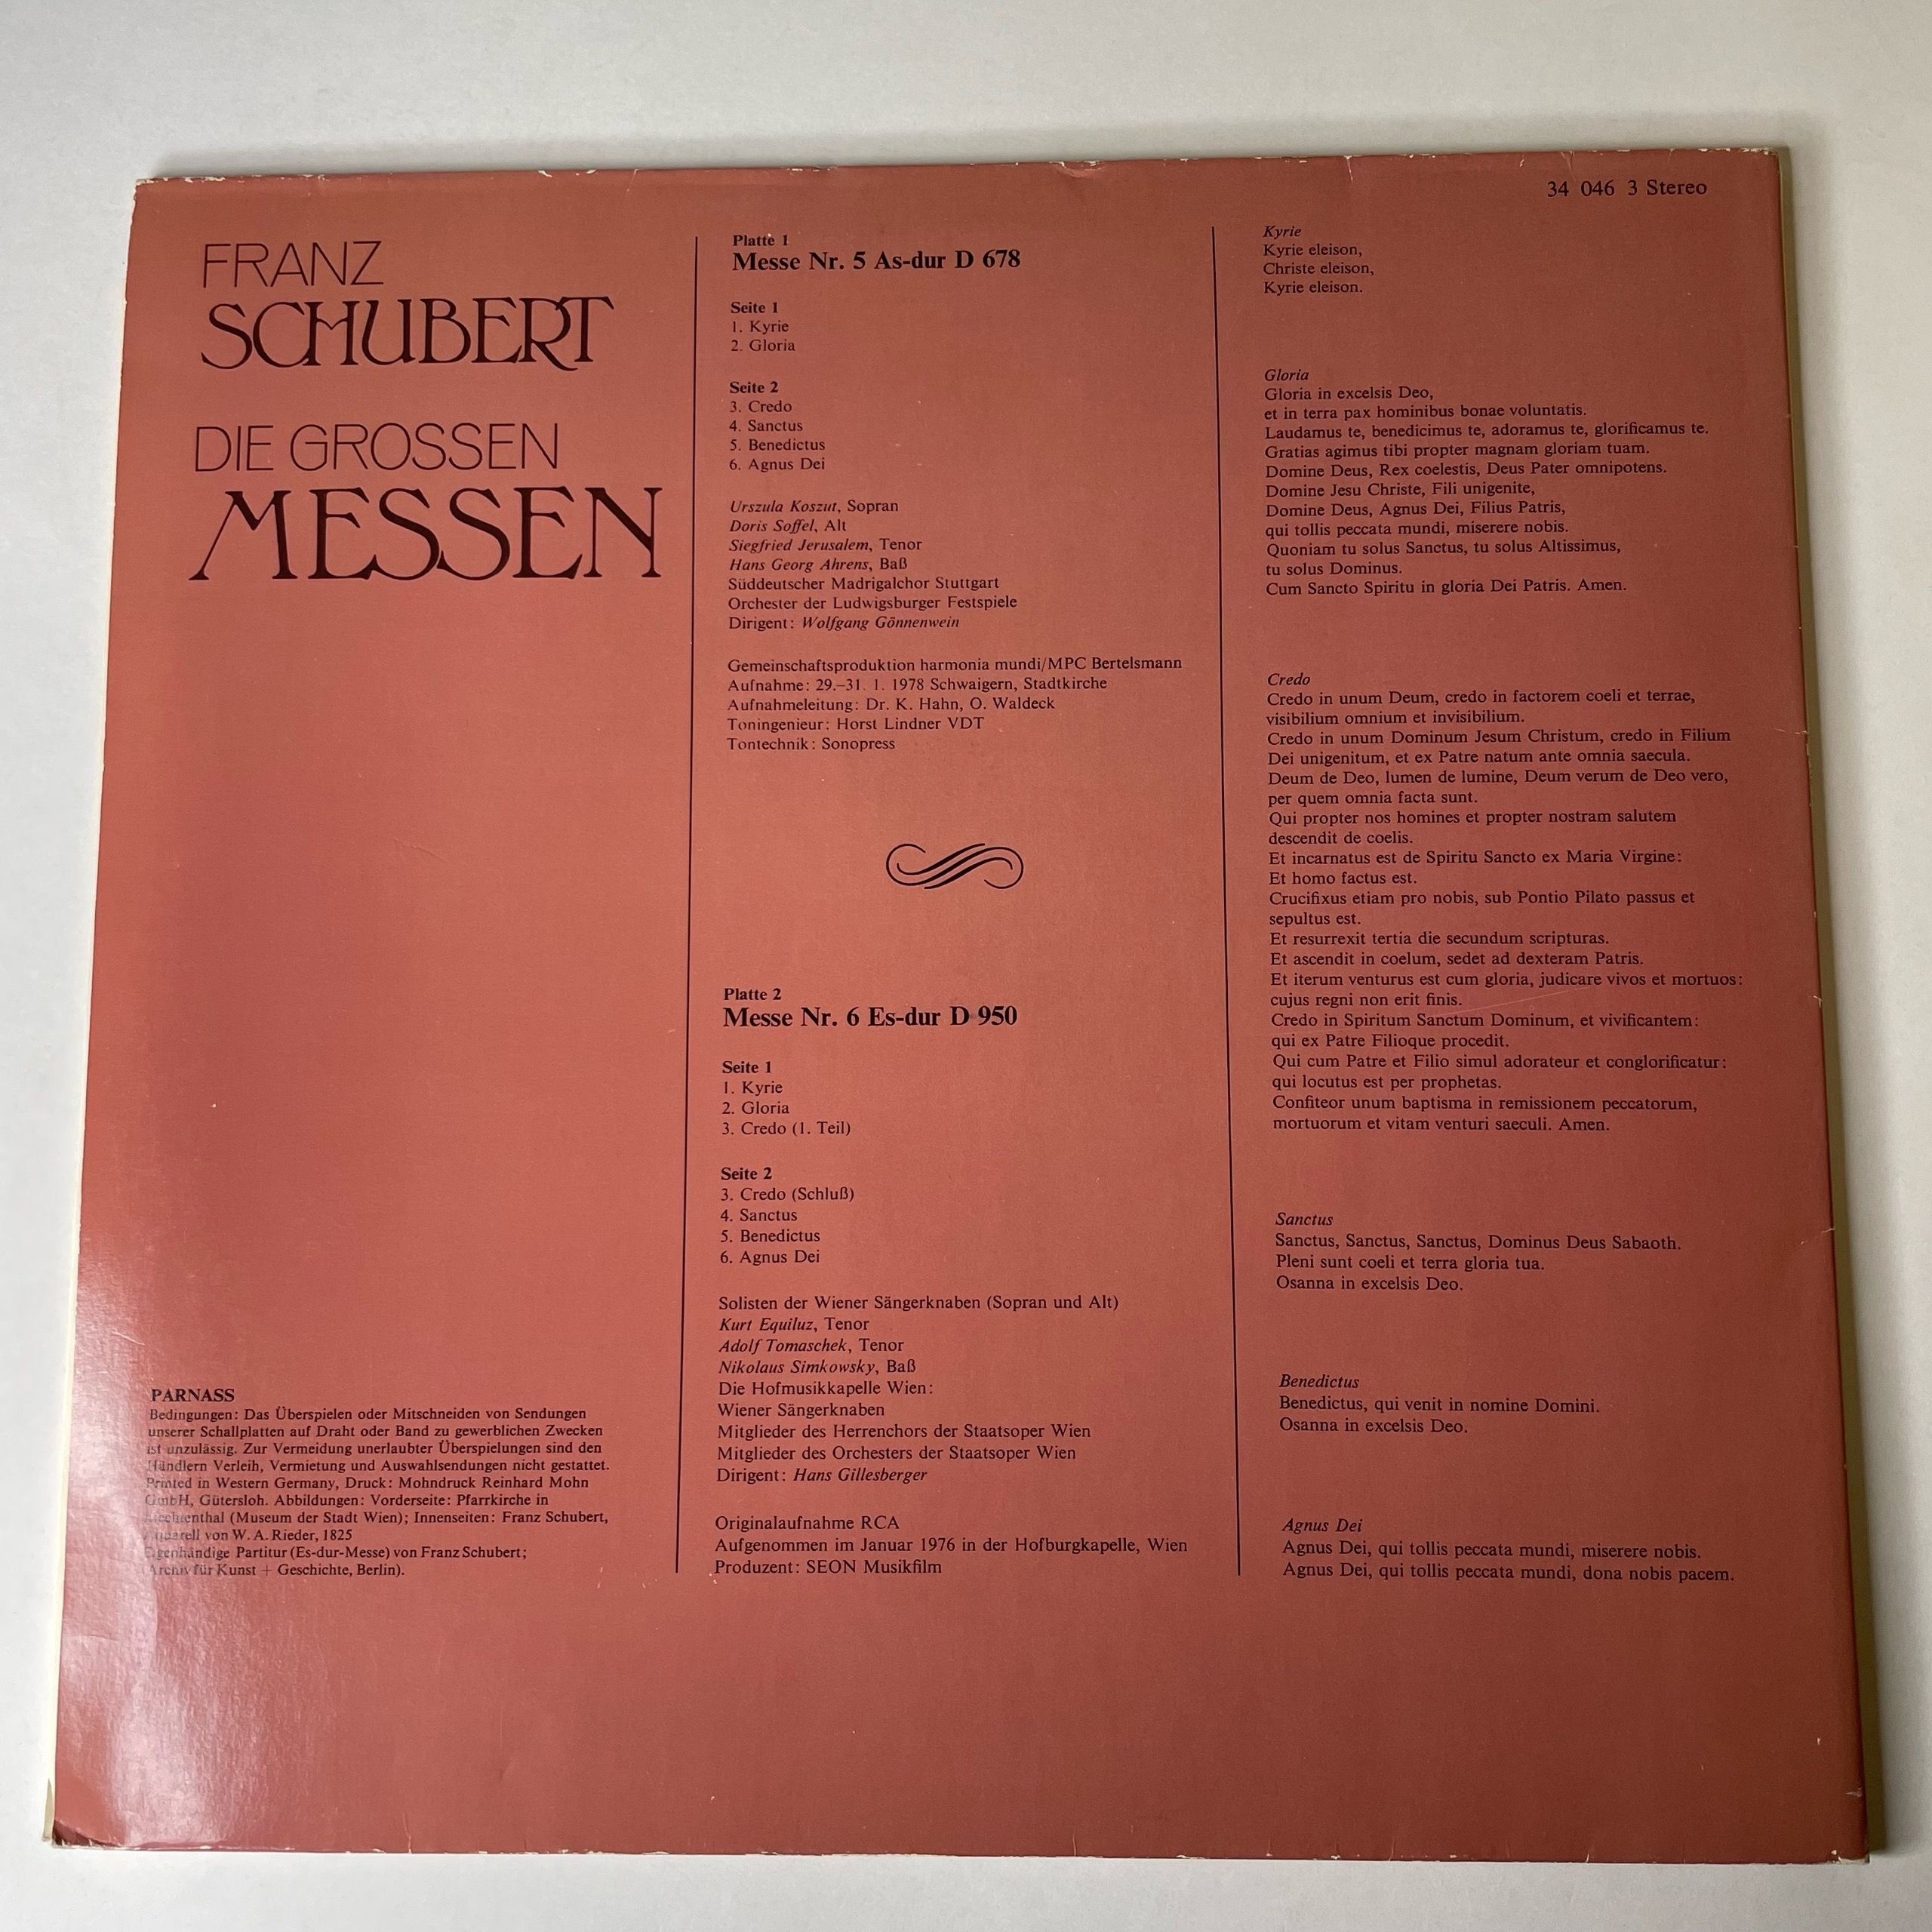 34 046 3 Stereo
FRANZ
SCHUBERT
DIE GROSSEN
MESSEN
PARNASS
Bedingungen: Das Überspielen oder Mitschneiden von Sendungen
unserer Schallplatten auf Draht oder Band zu gewerblichen Zwecken
ist unzulässig. Zur Vermeidung unerlaubter Überspielungen sind den
Händlern Verleih, Vermietung und Auswahlsendungen nicht gestattet.
Printed in Western Germany, Druck: Mohndruck Reinhard Mohn
GmbH, Gütersloh. Abbildungen: Vorderseite: Pfarrkirche in
(Museum der Stadt Wien); Innenseiten: Franz Schubert,
Aquarell von W. A. Rieder, 1825
Eigenhändige Partitur (Es-dur-Messe) von Franz Schubert;
(Archiv für Kunst + Geschichte, Berlin).
Platte 1
Messe Nr. 5 As-dur D 678
Seite 1
1. Kyrie
2. Gloria
Seite 2
3. Credo
4. Sanctus
5. Benedictus
6. Agnus Dei
Urszula Koszut, Sopran
Doris Soffel, Alt
Siegfried Jerusalem, Tenor
Hans Georg Ahrens, Baß
Süddeutscher Madrigalchor Stuttgart
Orchester der Ludwigsburger Festspiele
Dirigent: Wolfgang Gönnenwein
Gemeinschaftsproduktion harmonia mundi/MPC Bertelsmann
Aufnahme: 29.–31. 1. 1978 Schwaigern, Stadtkirche
Aufnahmeleitung: Dr. K. Hahn, O. Waldeck
Toningenieur: Horst Lindner VDT
Tontechnik: Sonopress
Platte 2
Messe Nr. 6 Es-dur D 950
Seite 1
1. Kyrie
2. Gloria
3. Credo (1. Teil)
Seite 2
3. Credo (Schluß)
4. Sanctus
5. Benedictus
6. Agnus Dei
Solisten der Wiener Sängerknaben (Sopran und Alt)
Kurt Equiluz, Tenor
Adolf Tomaschek, Tenor
Nikolaus Simkowsky, Baß
Die Hofmusikkapelle Wien:
Wiener Sängerknaben
Mitglieder des Herrenchors der Staatsoper Wien
Mitglieder des Orchesters der Staatsoper Wien
Dirigent: Hans Gillesberger
Originalaufnahme RCA
Aufgenommen im Januar 1976 in der Hofburgkapelle, Wien
Produzent: SEON Musikfilm
Kyrie
Kyrie eleison,
Christe eleison,
Kyrie eleison.
Gloria
Gloria in excelsis Deo,
et in terra pax hominibus bonae voluntatis.
Laudamus te, benedicimus te, adoramus te, glorificamus te.
Gratias agimus tibi propter magnam gloriam tuam.
Domine Deus, Rex coelestis, Deus Pater omnipotens.
Domine Jesu Christe, Fili unigenite,
Domine Deus, Agnus Dei, Filius Patris,
qui tollis peccata mundi, miserere nobis.
Quoniam tu solus Sanctus, tu solus Altissimus,
tu solus Dominus.
Cum Sancto Spiritu in gloria Dei Patris. Amen.
Credo
Credo in unum Deum, credo in factorem coeli et terrae,
visibilium omnium et invisibilium.
Credo in unum Dominum Jesum Christum, credo in Filium
Dei unigenitum, et ex Patre natum ante omnia saecula.
Deum de Deo, lumen de lumine, Deum verum de Deo vero,
per quem omnia facta sunt.
Qui propter nos homines et propter nostram salutem
descendit de coelis.
Et incarnatus est de Spiritu Sancto ex Maria Virgine:
Et homo factus est.
Crucifixus etiam pro nobis, sub Pontio Pilato passus et
sepultus est.
Et resurrexit tertia die secundum scripturas.
Et ascendit in coelum, sedet ad dexteram Patris.
Et iterum venturus est cum gloria, judicare vivos et mortuos:
cujus regni non erit finis.
Credo in Spiritum Sanctum Dominum, et vivificantem:
qui ex Patre Filioque procedit.
Qui cum Patre et Filio simul adorateur et conglorificatur:
qui locutus est per prophetas.
Confiteor unum baptisma in remissionem peccatorum,
mortuorum et vitam venturi saeculi. Amen.
Sanctus
Sanctus, Sanctus, Sanctus, Dominus Deus Sabaoth.
Pleni sunt coeli et terra gloria tua.
Osanna in excelsis Deo.
Benedictus
Benedictus, qui venit in nomine Domini.
Osanna in excelsis Deo.
Agnus Dei
Agnus Dei, qui tollis peccata mundi, miserere nobis.
Agnus Dei, qui tollis peccata mundi, dona nobis pacem.